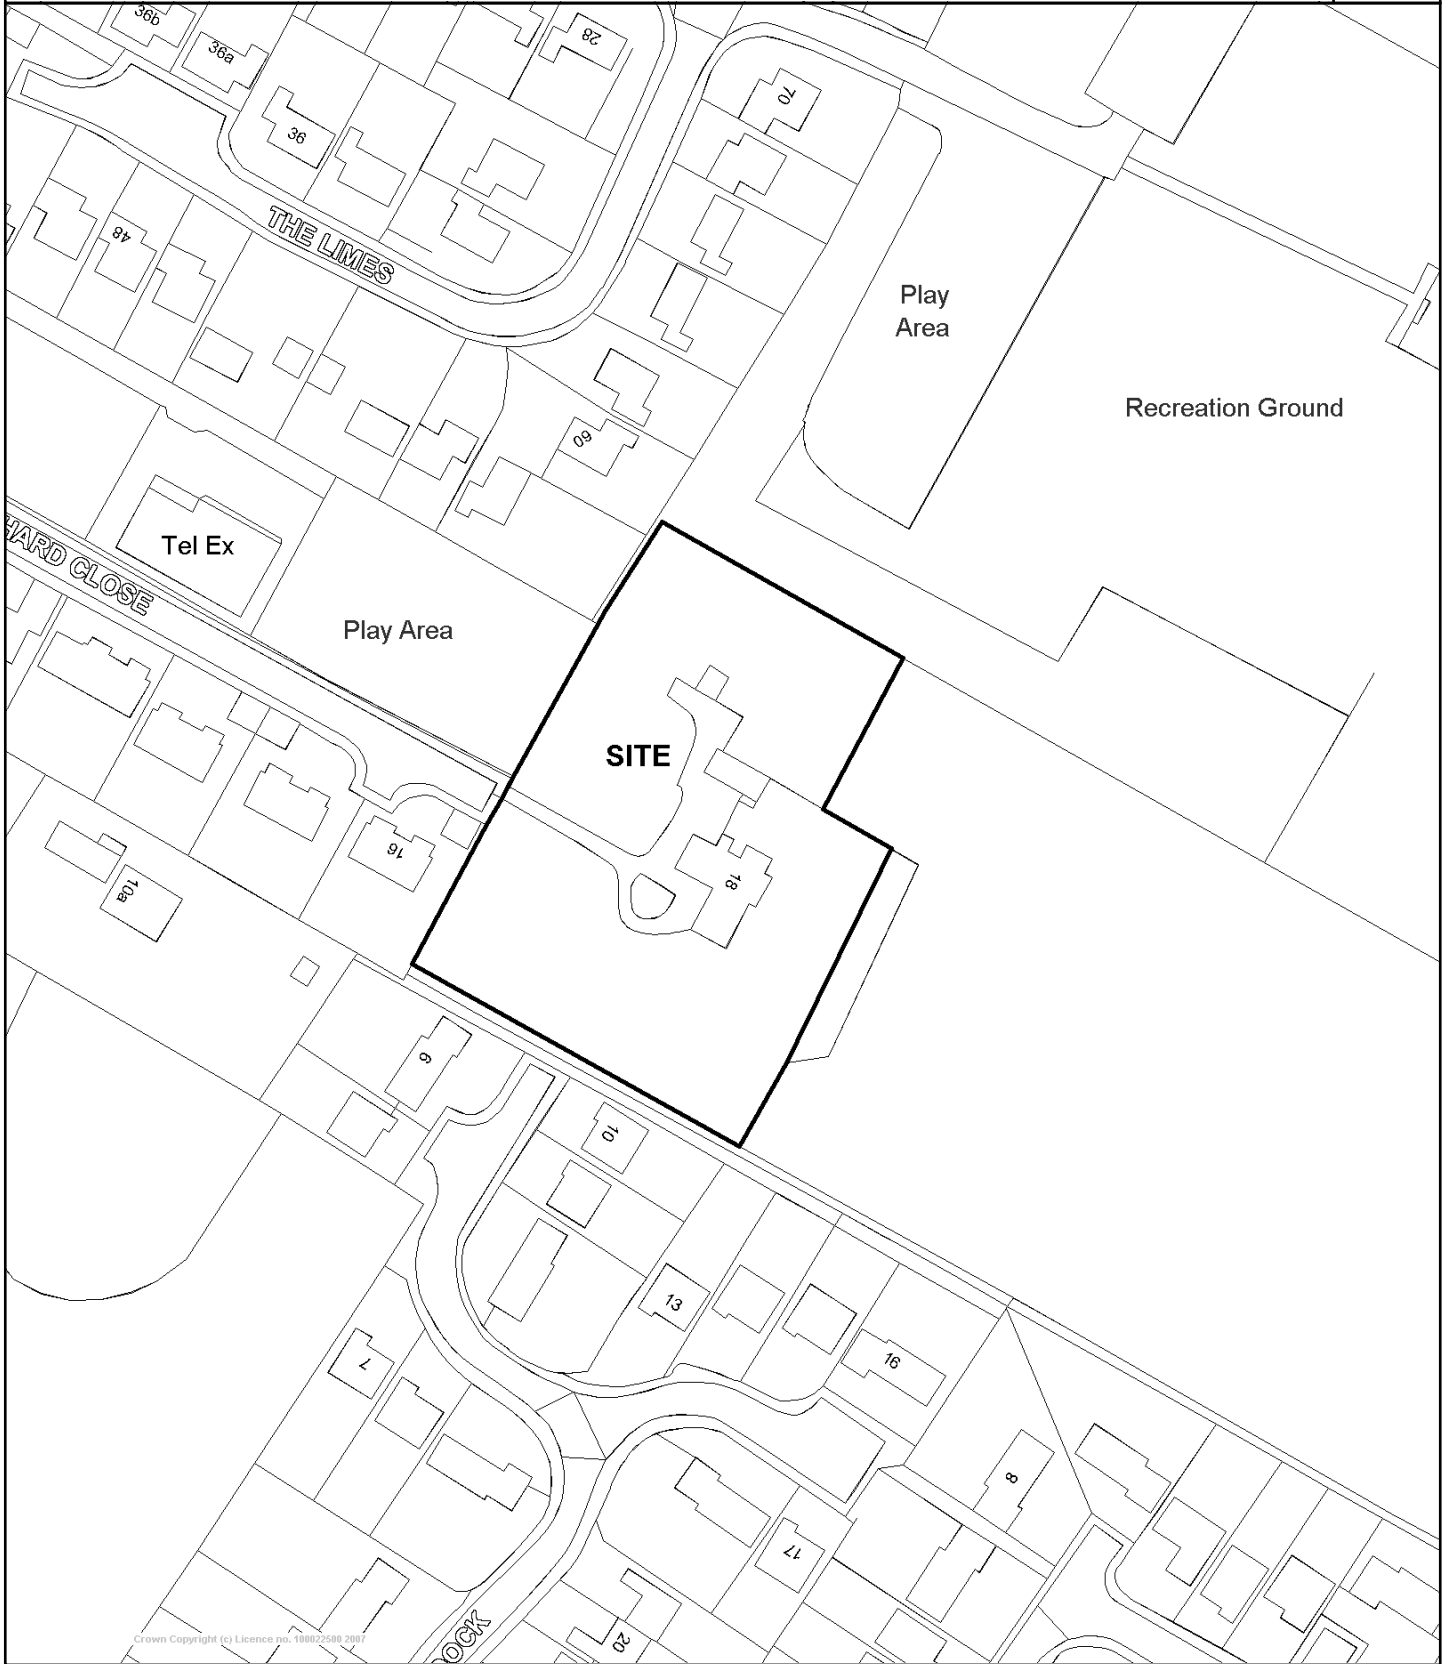 36b
36a
28
36
70
48
THE LIMES
Play
Area
Recreation Ground
60
Tel Ex
HARD CLOSE
Play Area
SITE
16
18
10a
6
10
13
16
7
8
17
20
OCK
Crown Copyright (c) Licence no. 100022500 2007